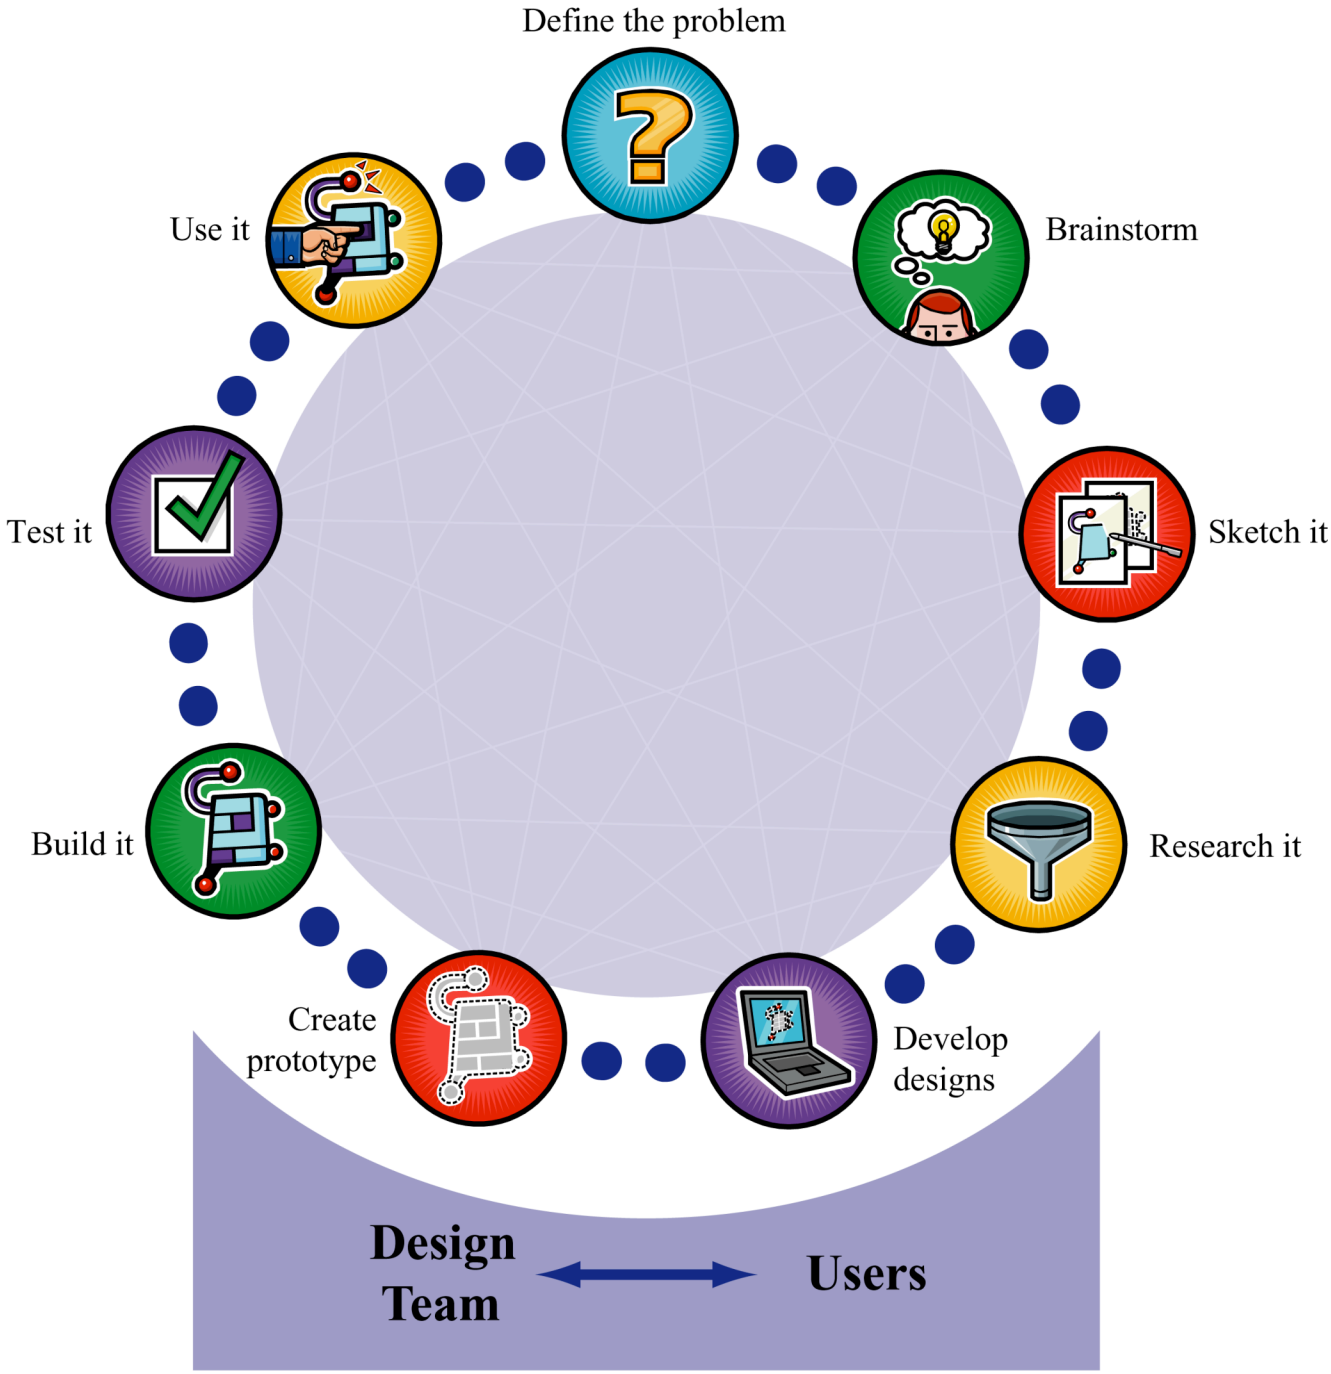 Define the problem
Brainstorm
Sketch it
Research it
Develop
designs
Create
prototype
Build it
Test it
Use it
Design
Team
Users